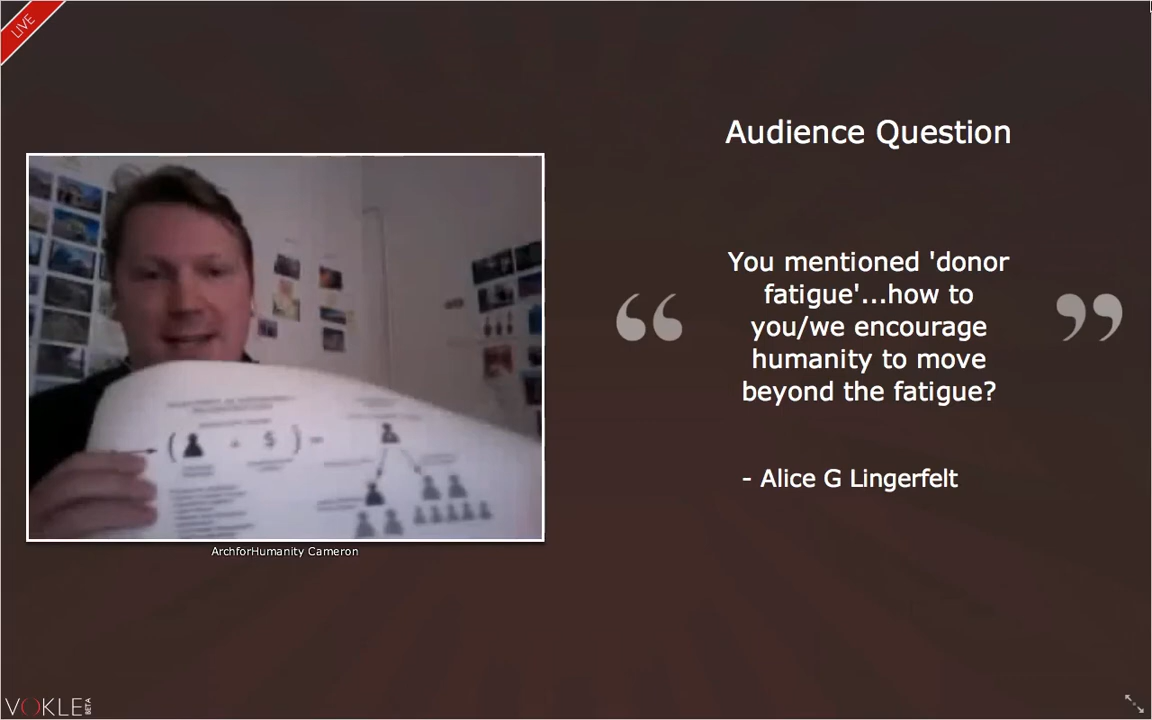 LIVE
Audience Question
“ You mentioned 'donor
fatigue'...how to
you/we encourage
humanity to move
beyond the fatigue? ”
- Alice G Lingerfelt
( + $ ) =
ArchforHumanity Cameron
VOKLE BETA